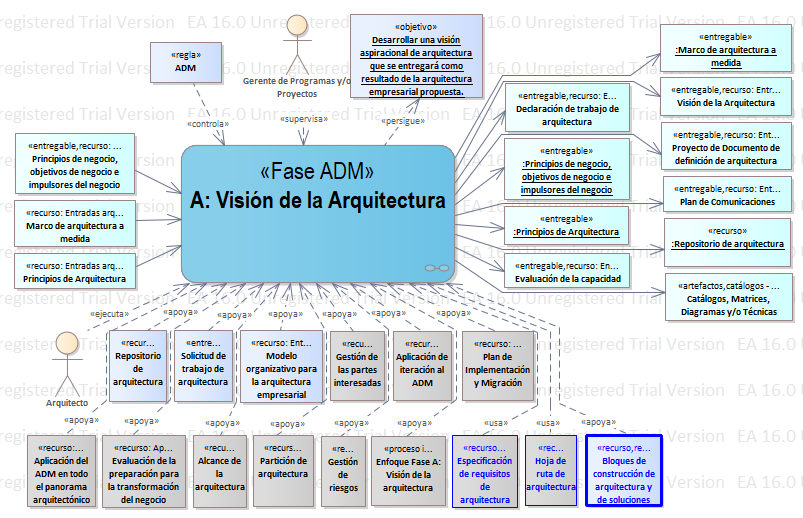 EA 16.0 Unregistered Trial Version
«regla»
ADM
Gerente de Programas y/o
Proyectos
«objetivo»
Desarrollar una visión
aspiracional de arquitectura
que se entregará como
resultado de la arquitectura
empresarial propuesta.
«controla»
«supervisa»
«persigue»
«entregable»
:Marco de arquitectura a
medida
«entregable,recurso: Entr...
Visión de la Arquitectura
«entregable,recurso: E...
Declaración de trabajo de
arquitectura
«entregable,recurso: Ent...
Proyecto de Documento de
definición de arquitectura
«entregable»
:Principios de negocio,
objetivos de negocio e
impulsores del negocio
«entregable,recurso: Ent...
Plan de Comunicaciones
«entregable»
:Principios de Arquitectura
«recurso»
:Repositorio de arquitectura
«entregable,recurso: En...
Evaluación de la capacidad
«artefactos,catálogos - ...
Catálogos, Matrices,
Diagramas y/o Técnicas
«entregable,recurso: ...
Principios de negocio,
objetivos de negocio e
impulsores del negocio
«recurso: Entradas arq...
Marco de arquitectura a
medida
«recurso: Entradas arq...
Principios de Arquitectura
«Fase ADM»
A: Visión de la Arquitectura
«ejecuta»
«apoya»
«apoya»
«apoya»
«apoya»
«apoya»
«apoya»
Arquitecto
«recur...
Repositorio
de
arquitectura
«entre...
Solicitud de
trabajo de
arquitectura
«recurso: Ent...
Modelo
organizativo para
la arquitectura
empresarial
«recu...
Gestión de
las partes
interesadas
«recur...
Aplicación de
iteración al
ADM
«recurso: ...
Plan de
Implementación
y Migración
«apoya»
«apoya»
«apoya»
«apoya»
«apoya»
«apoya»
«usa»
«usa»
«apoya»
«recurso:...
Aplicación del
ADM en todo
el panorama
arquitectónico
«recurso: Ap...
Evaluación de la
preparación para
la transformación
del negocio
«recu...
Alcance de
la
arquitectura
«recurs...
Partición de
arquitectura
«re...
Gestión
de
riesgos
«proceso i...
Enfoque Fase A:
Visión de la
arquitectura
«recurso...
Especificación
de requisitos
de
arquitectura
«rec...
Hoja de
ruta de
arquitectura
«recurso,re...
Bloques de
construcción de
arquitectura y
de soluciones